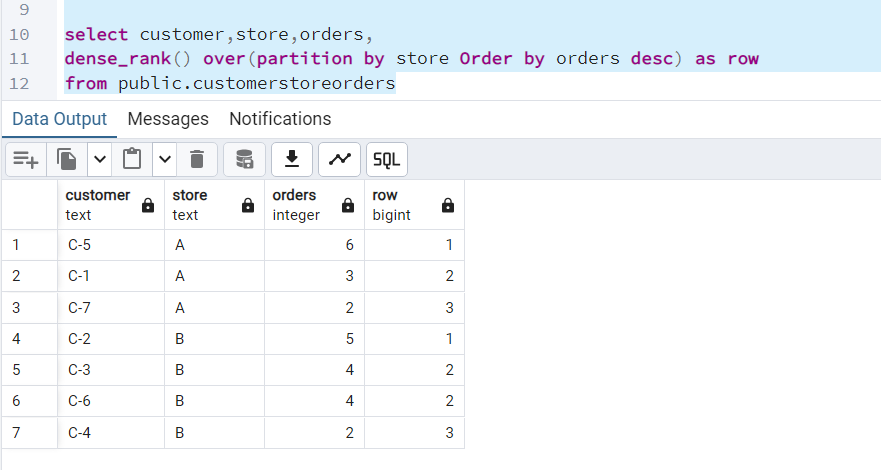 9
10 select customer,store,orders,
11 dense_rank() over(partition by store Order by orders desc) as row
12 from public.customerstoreorders
Data Output Messages Notifications
SQL
customer store orders row
text text integer bigint
1 C-5 A 6 1
2 C-1 A 3 2
3 C-7 A 2 3
4 C-2 B 5 1
5 C-3 B 4 2
6 C-6 B 4 2
7 C-4 B 2 3